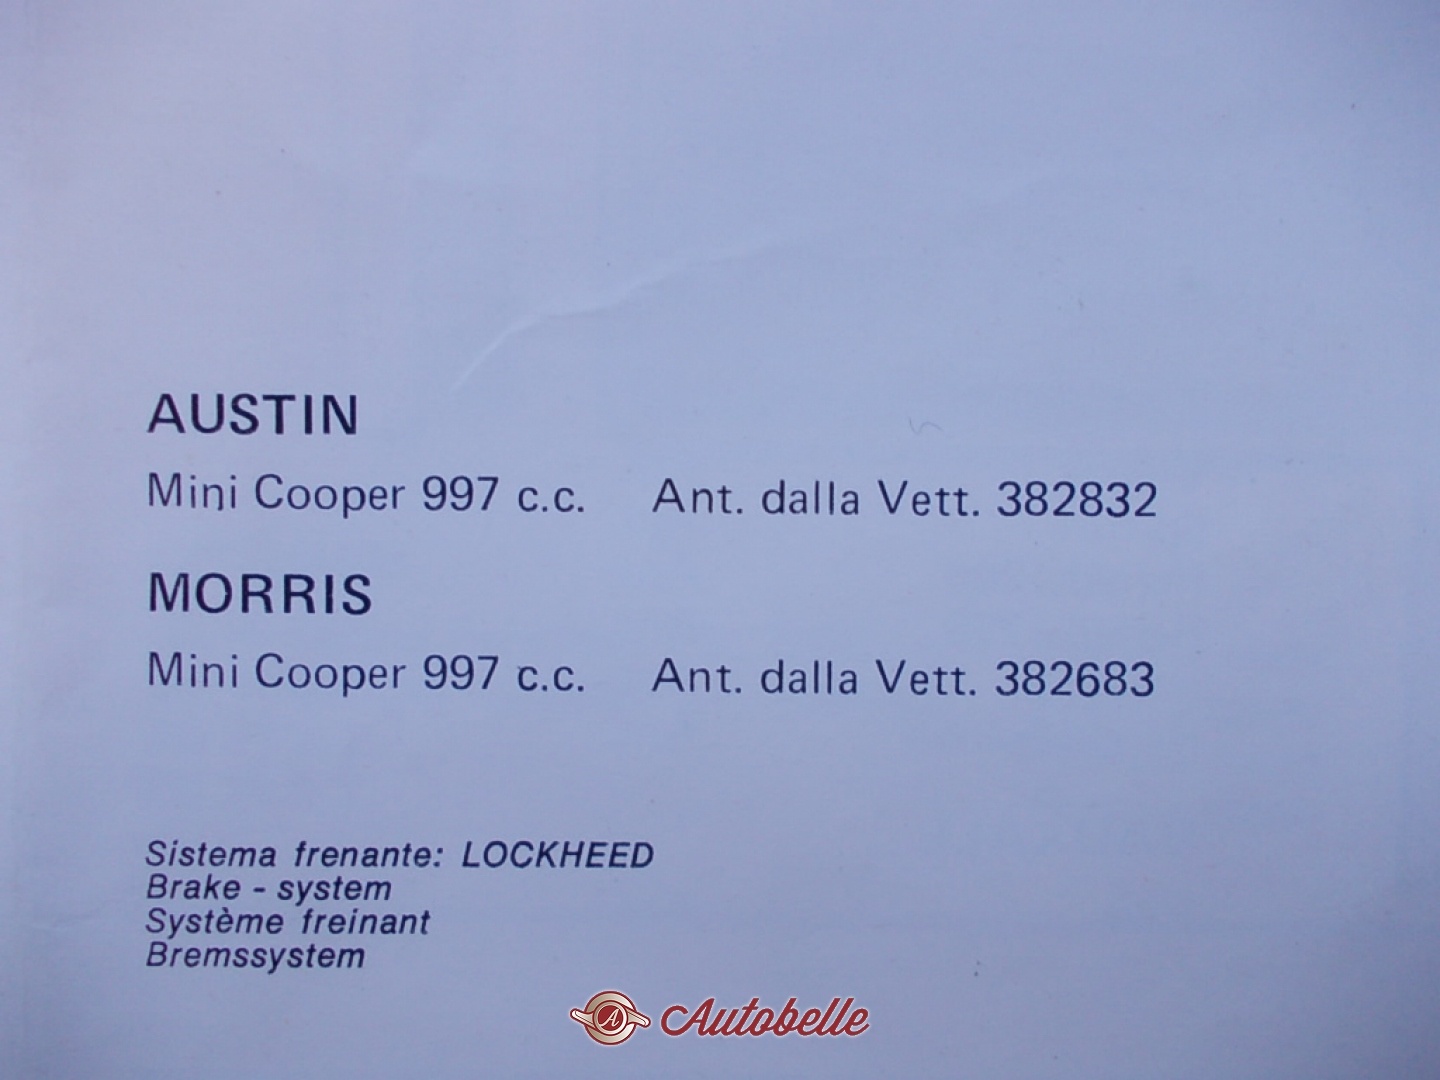 AUSTIN
Mini Cooper 997 c.c. Ant. dalla Vett. 382832
MORRIS
Mini Cooper 997 c.c. Ant. dalla Vett. 382683
Sistema frenante: LOCKHEED
Brake - system
Système freinant
Bremssystem
A Autobelle